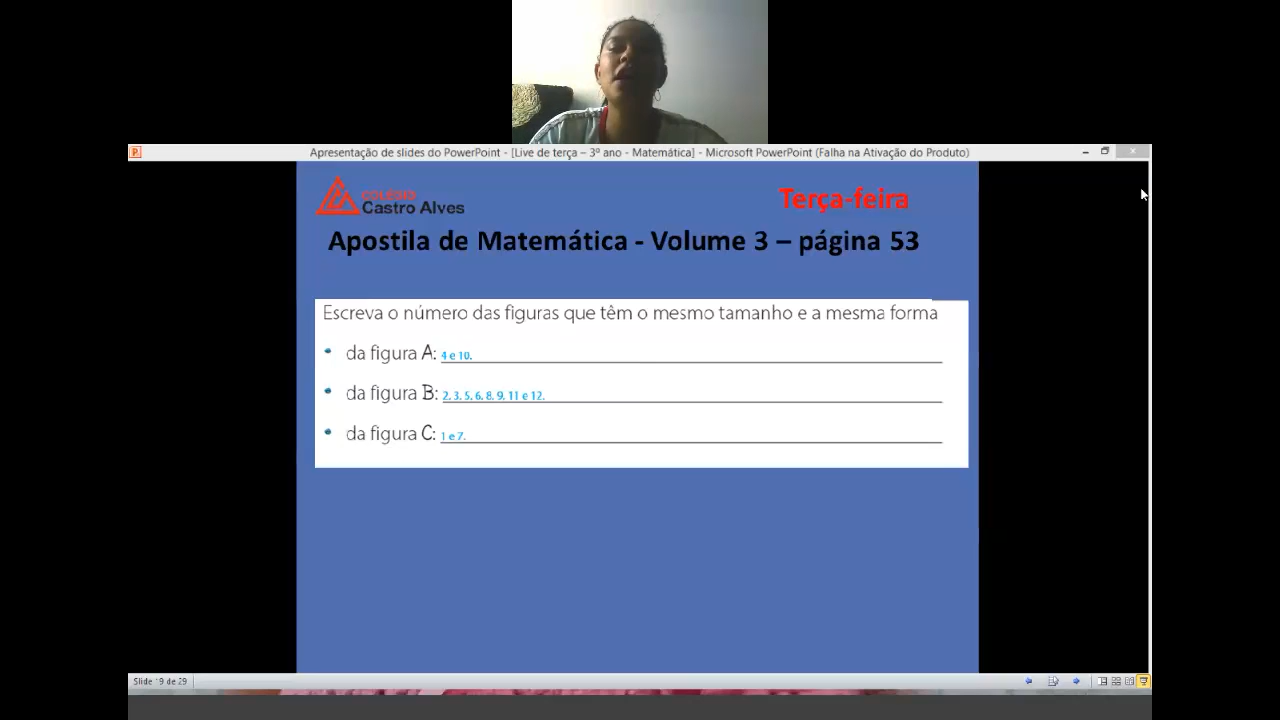 Apresentação de slides do PowerPoint - [Live de terça – 3º ano - Matemática] - Microsoft PowerPoint (Falha na Ativação do Produto)
COLÉGIO
Castro Alves
Terça-feira
Apostila de Matemática - Volume 3 – página 53
Escreva o número das figuras que têm o mesmo tamanho e a mesma forma
• da figura A: 4 e 10.
• da figura B: 2, 3, 5, 6, 8, 9, 11 e 12.
• da figura C: 1 e 7.
Slide 19 de 29